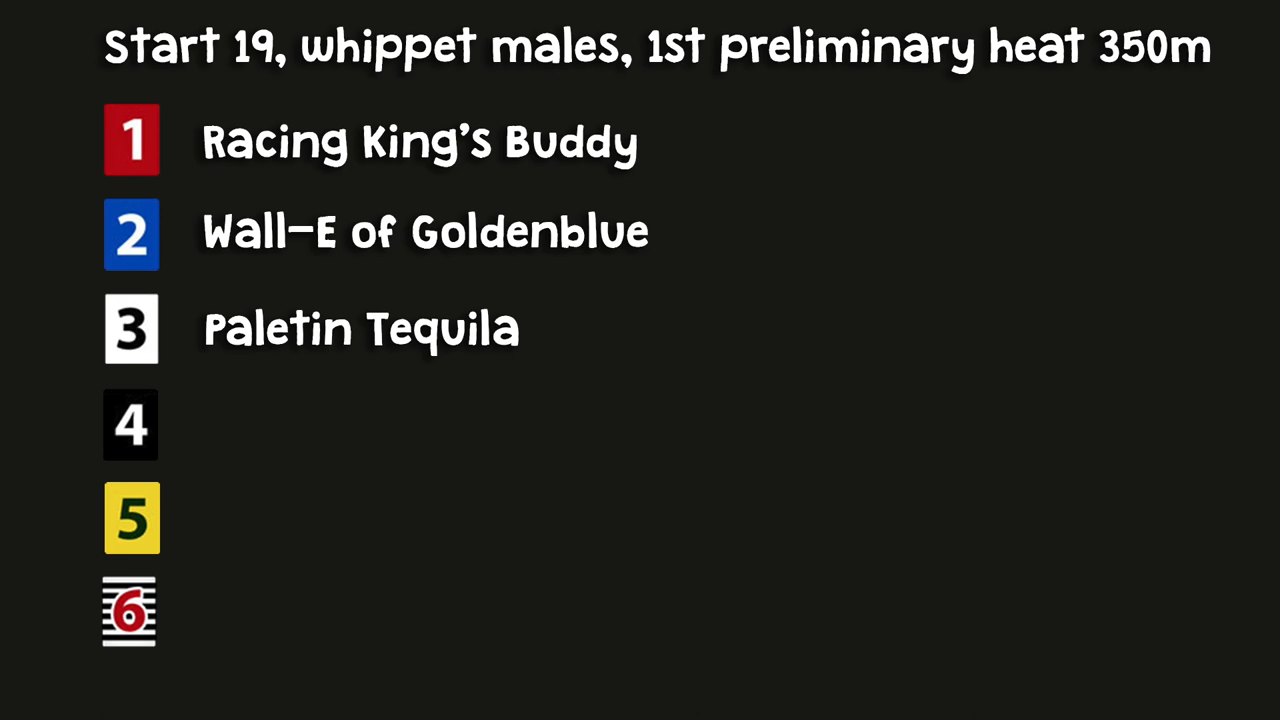 Start 19, whippet males, 1st preliminary heat 350m
1 Racing King's Buddy
2 Wall-E of Goldenblue
3 Paletin Tequila
4
5
6